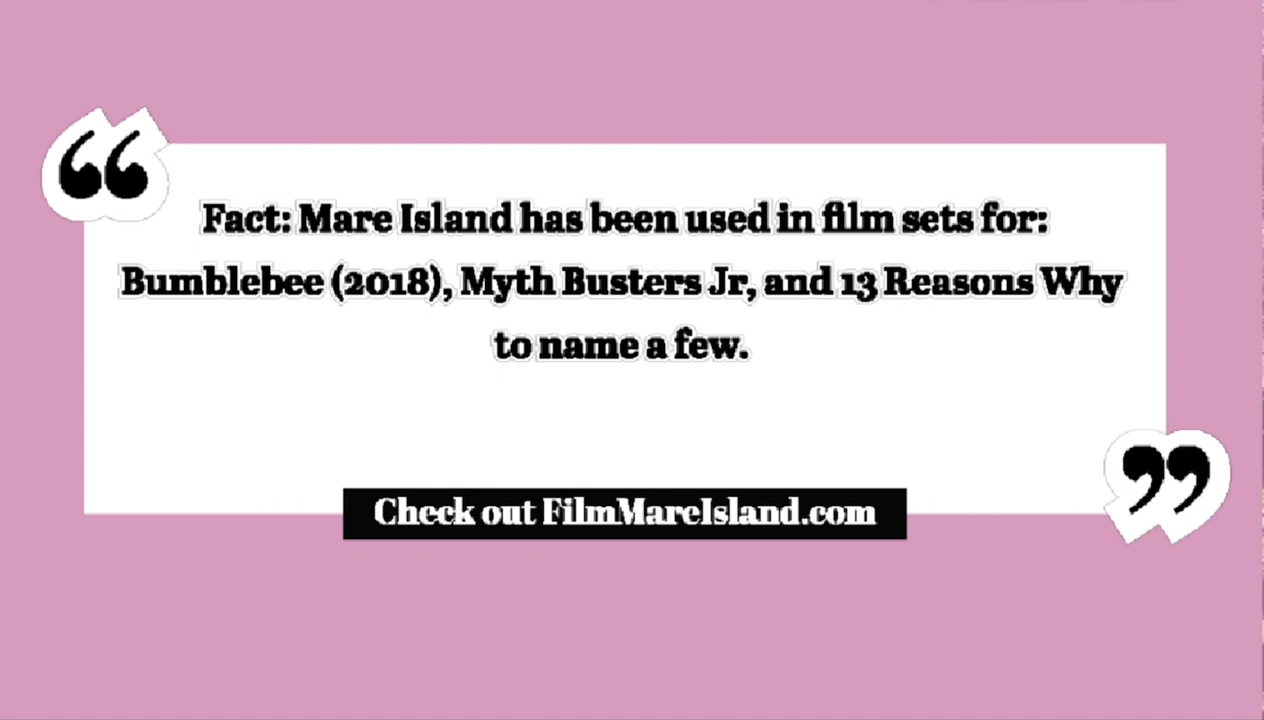 “
Fact: Mare Island has been used in film sets for:
Bumblebee (2018), Myth Busters Jr, and 13 Reasons Why
to name a few.
”
Check out FilmMareIsland.com